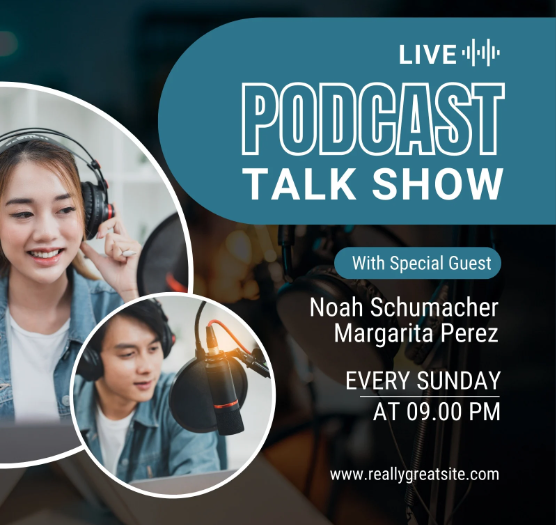 LIVE
PODCAST
TALK SHOW
With Special Guest
Noah Schumacher
Margarita Perez
EVERY SUNDAY
AT 09.00 PM
www.reallygreatsite.com